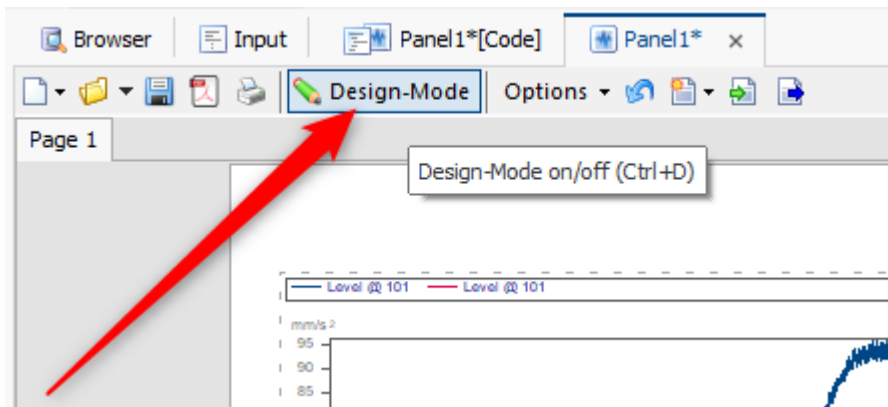 Browser Input Panel1*[Code] Panel1* ×
Design-Mode Options
Page 1
Design-Mode on/off (Ctrl+D)
Level @ 101 Level @ 101
mm/s 2
95
90
85